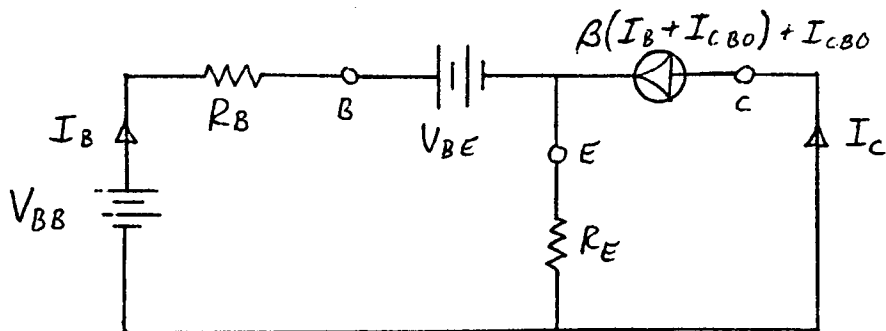 β(I_B + I_CBO) + I_CBO
R_B
B
C
I_B
V_BE
I_C
E
V_BB
R_E